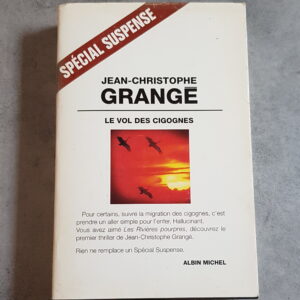 SPÉCIAL SUSPENSE
JEAN-CHRISTOPHE
GRANGÉ
LE VOL DES CIGOGNES
Pour certains, suivre la migration des cigognes, c'est
prendre un aller simple pour l'enfer. Hallucinant.
Vous avez aimé Les Rivières pourpres, découvrez le
premier thriller de Jean-Christophe Grangé.
Rien ne remplace un Spécial Suspense.
ALBIN MICHEL